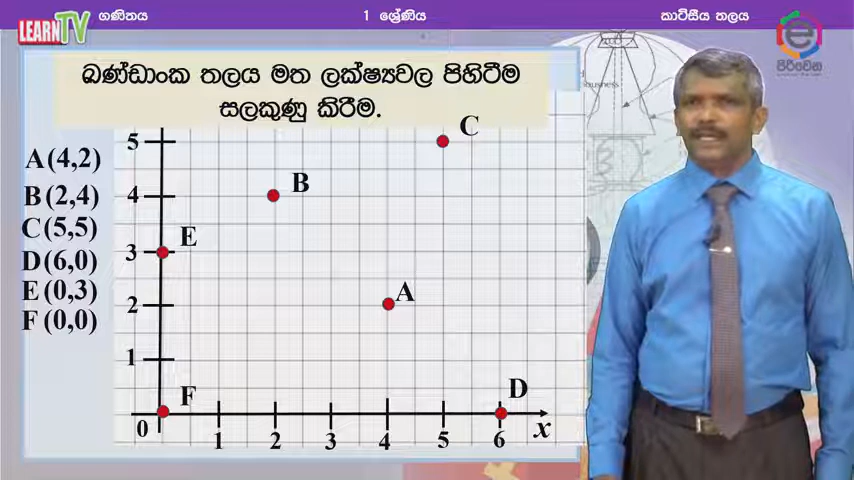 LEARN TV
ගණිතය
1 ශ්‍රේණිය
කාටිසීය තලය
පිරිවෙන
ඛණ්ඩාංක තලය මත ලක්ෂ්‍යවල පිහිටීම
සලකුණු කිරීම.
A(4,2)
B(2,4)
C(5,5)
D(6,0)
E(0,3)
F(0,0)
5
4
3
2
1
0
1
2
3
4
5
6
x
C
B
E
A
F
D